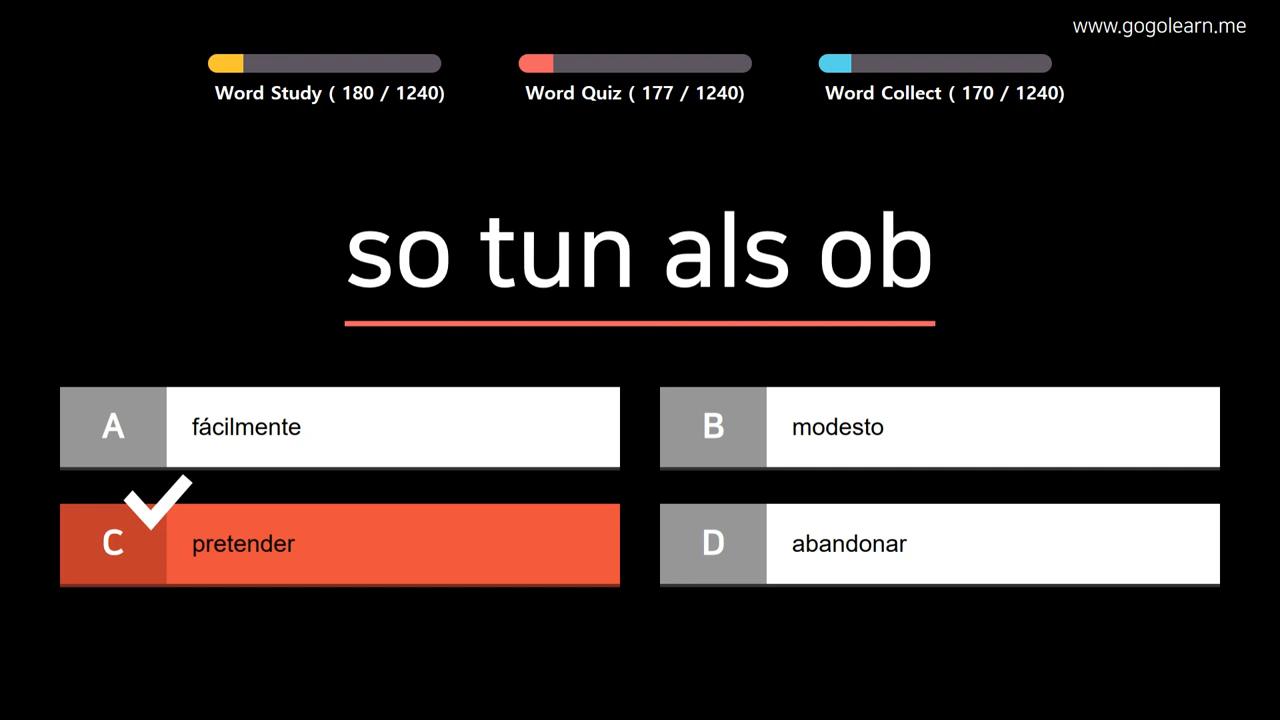 www.gogolearn.me
Word Study ( 180 / 1240)
Word Quiz ( 177 / 1240)
Word Collect ( 170 / 1240)
so tun als ob
A
fácilmente
B
modesto
C
pretender
D
abandonar